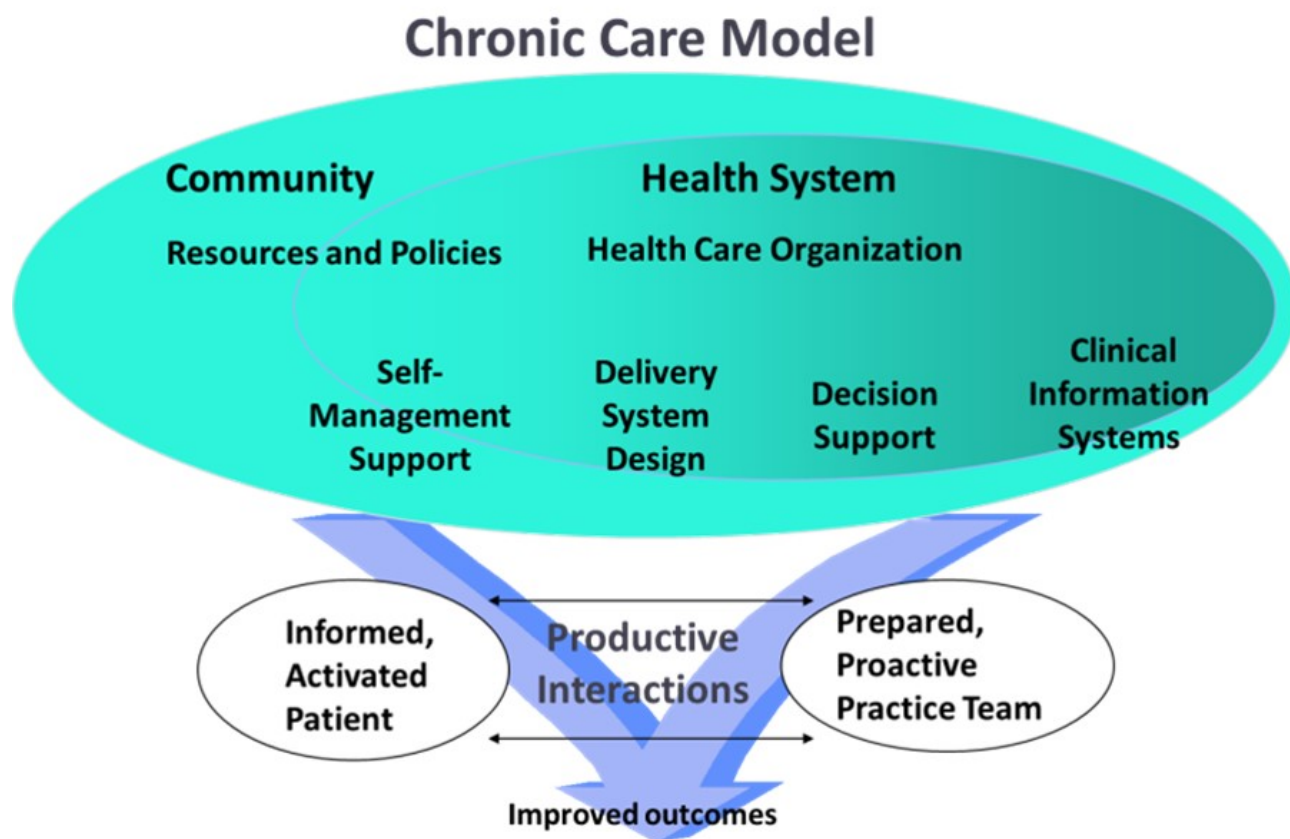 Chronic Care Model
Community
Health System
Resources and Policies
Health Care Organization
Self-
Management
Support
Delivery
System
Design
Decision
Support
Clinical
Information
Systems
Informed,
Activated
Patient
Productive
Interactions
Prepared,
Proactive
Practice Team
Improved outcomes